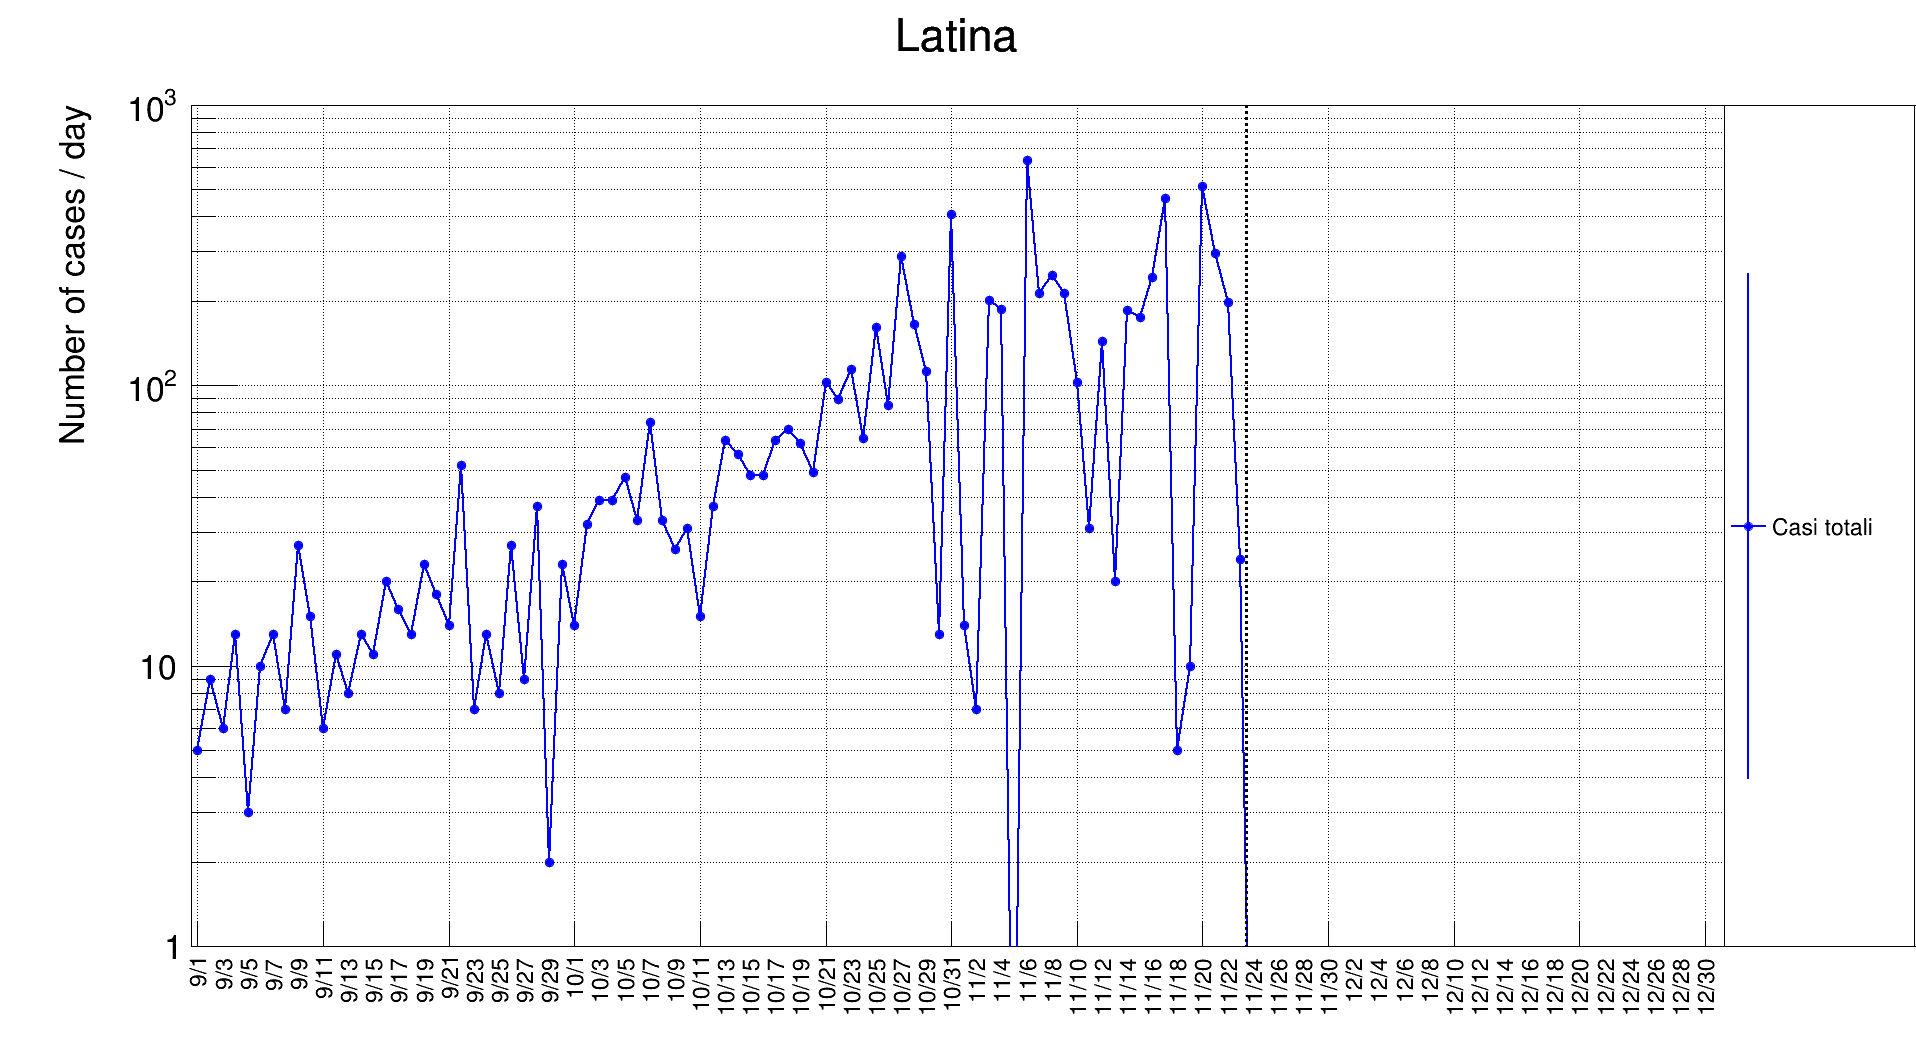 Latina
Number of cases / day
10³
10²
10
1
9/1 9/3 9/5 9/7 9/9 9/11 9/13 9/15 9/17 9/19 9/21 9/23 9/25 9/27 9/29 10/1 10/3 10/5 10/7 10/9 10/11 10/13 10/15 10/17 10/19 10/21 10/23 10/25 10/27 10/29 10/31 11/2 11/4 11/6 11/8 11/10 11/12 11/14 11/16 11/18 11/20 11/22 11/24 11/26 11/28 11/30 12/2 12/4 12/6 12/8 12/10 12/12 12/14 12/16 12/18 12/20 12/22 12/24 12/26 12/28 12/30
Casi totali